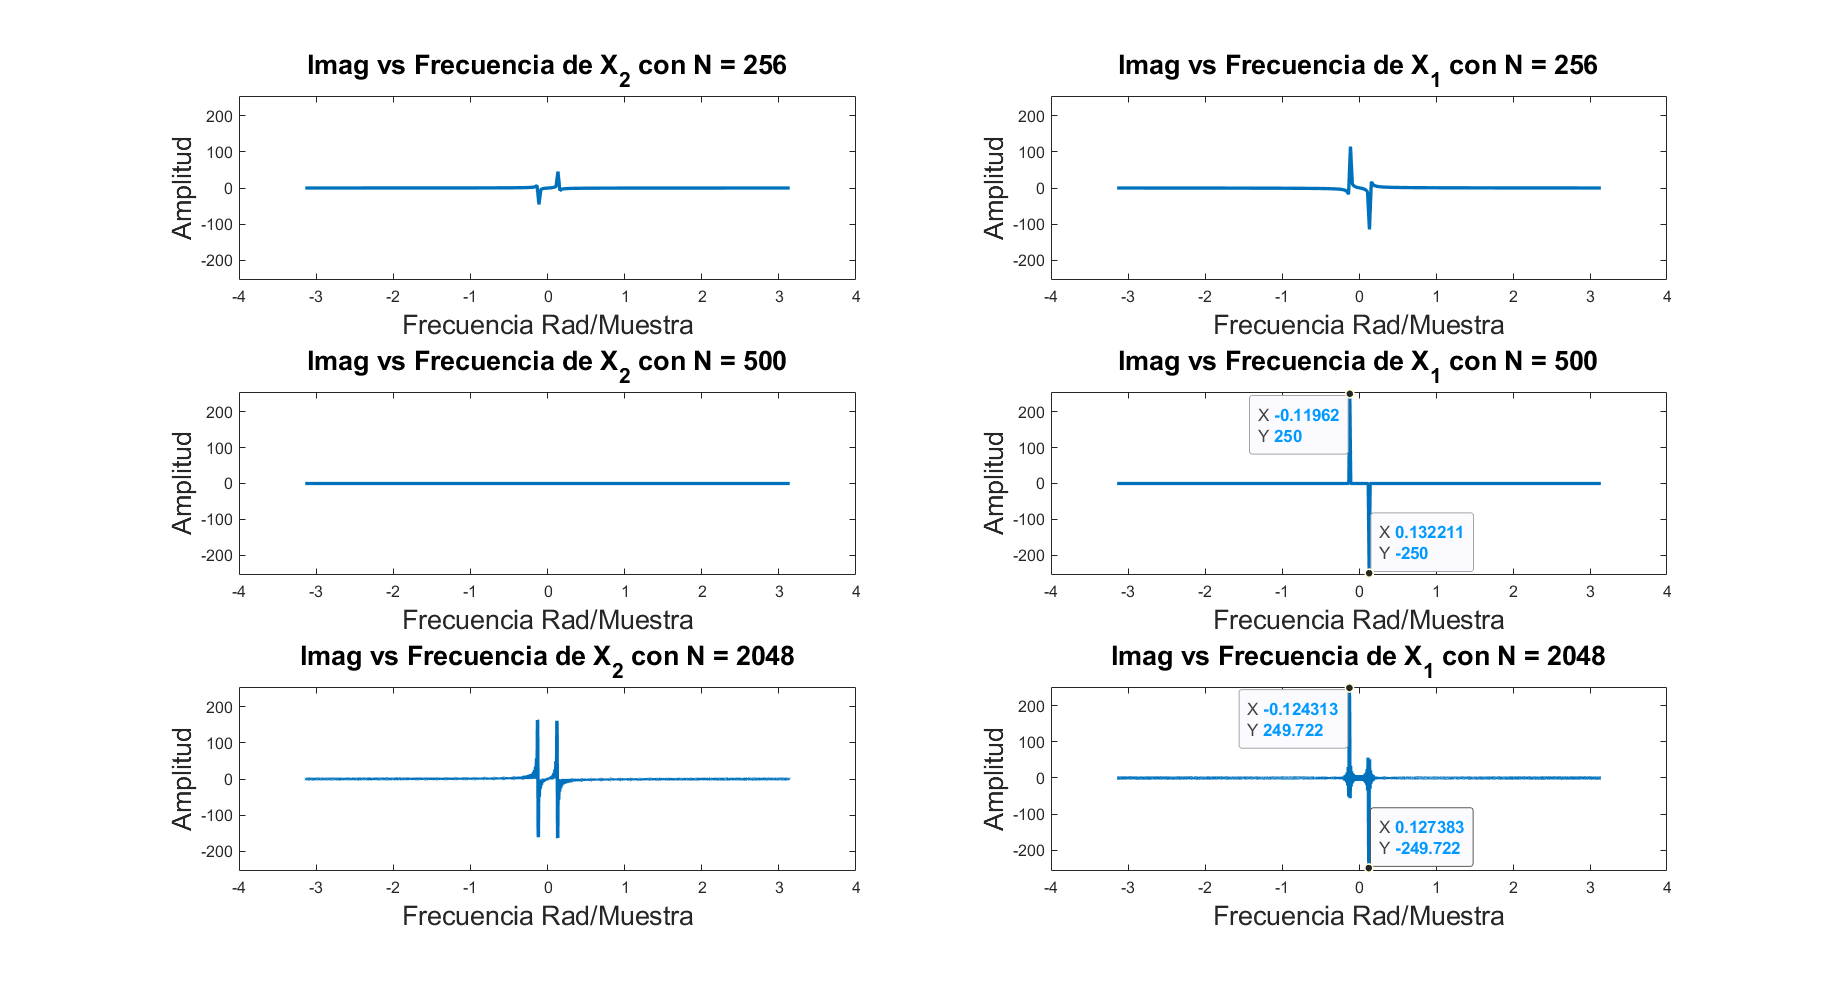 Imag vs Frecuencia de X2 con N = 256
Amplitud
200
100
0
-100
-200
-4 -3 -2 -1 0 1 2 3 4
Frecuencia Rad/Muestra
Imag vs Frecuencia de X1 con N = 256
Amplitud
200
100
0
-100
-200
-4 -3 -2 -1 0 1 2 3 4
Frecuencia Rad/Muestra
Imag vs Frecuencia de X2 con N = 500
Amplitud
200
100
0
-100
-200
-4 -3 -2 -1 0 1 2 3 4
Frecuencia Rad/Muestra
Imag vs Frecuencia de X1 con N = 500
Amplitud
200
100
0
-100
-200
X -0.11962
Y 250
X 0.132211
Y -250
-4 -3 -2 -1 0 1 2 3 4
Frecuencia Rad/Muestra
Imag vs Frecuencia de X2 con N = 2048
Amplitud
200
100
0
-100
-200
-4 -3 -2 -1 0 1 2 3 4
Frecuencia Rad/Muestra
Imag vs Frecuencia de X1 con N = 2048
Amplitud
200
100
0
-100
-200
X -0.124313
Y 249.722
X 0.127383
Y -249.722
-4 -3 -2 -1 0 1 2 3 4
Frecuencia Rad/Muestra